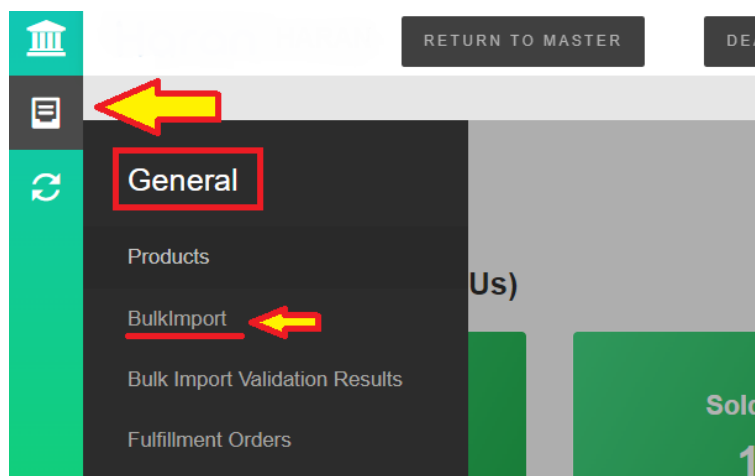 RETURN TO MASTER
General
Products
Us)
BulkImport
Bulk Import Validation Results
Fulfillment Orders